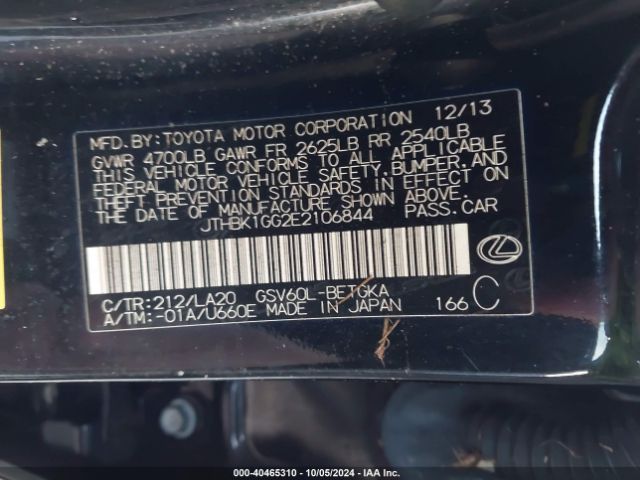 12/13
MFD. BY: TOYOTA MOTOR CORPORATION
GVWR 4700LB GAWR FR 2625LB RR 2540LB
THIS VEHICLE CONFORMS TO ALL APPLICABLE
FEDERAL MOTOR VEHICLE SAFETY, BUMPER, AND
THEFT PREVENTION STANDARDS IN EFFECT ON
THE DATE OF MANUFACTURE SHOWN ABOVE.
JTHBK1GG2E2106844 PASS. CAR
C/TR: 212/LA20 GSV60L-BETGKA
A/TM: -01A/U660E MADE IN JAPAN 166 C
000-40465310 - 10/05/2024 - IAA Inc.